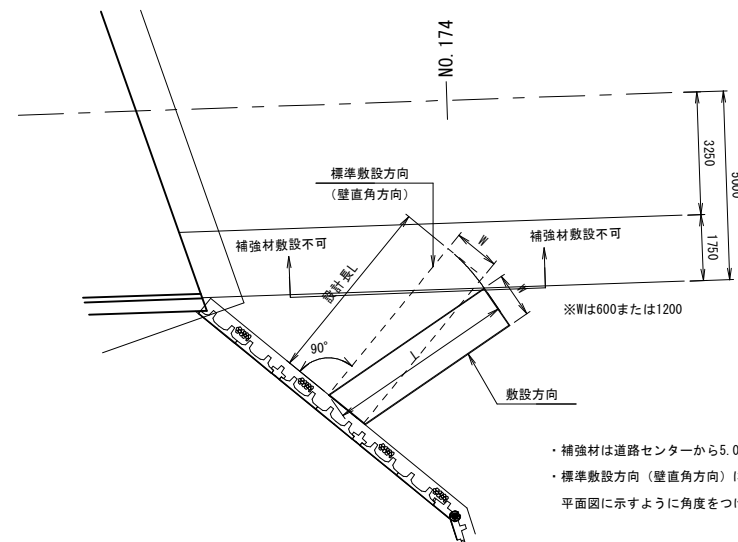 NO. 174
3250
5000
1750
標準敷設方向
(壁直角方向)
補強材敷設不可
補強材敷設不可
設計長L
W
W
90°
L
※Wは600または1200
敷設方向
・補強材は道路センターから5.0
・標準敷設方向(壁直角方向)に
平面図に示すように角度をつけ